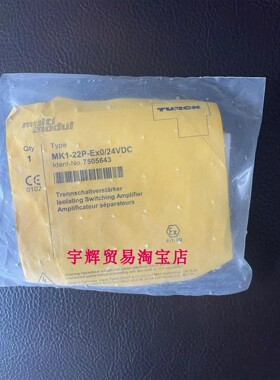 multi
modul
TURCK
Qty
1
Type
MK1-22P-Ex0/24VDC
Ident-No. 7505643
CE
0102
Trennschaltverstärker
Isolating Switching Amplifier
Amplificateur séparateurs
Ex
宇辉贸易淘宝店